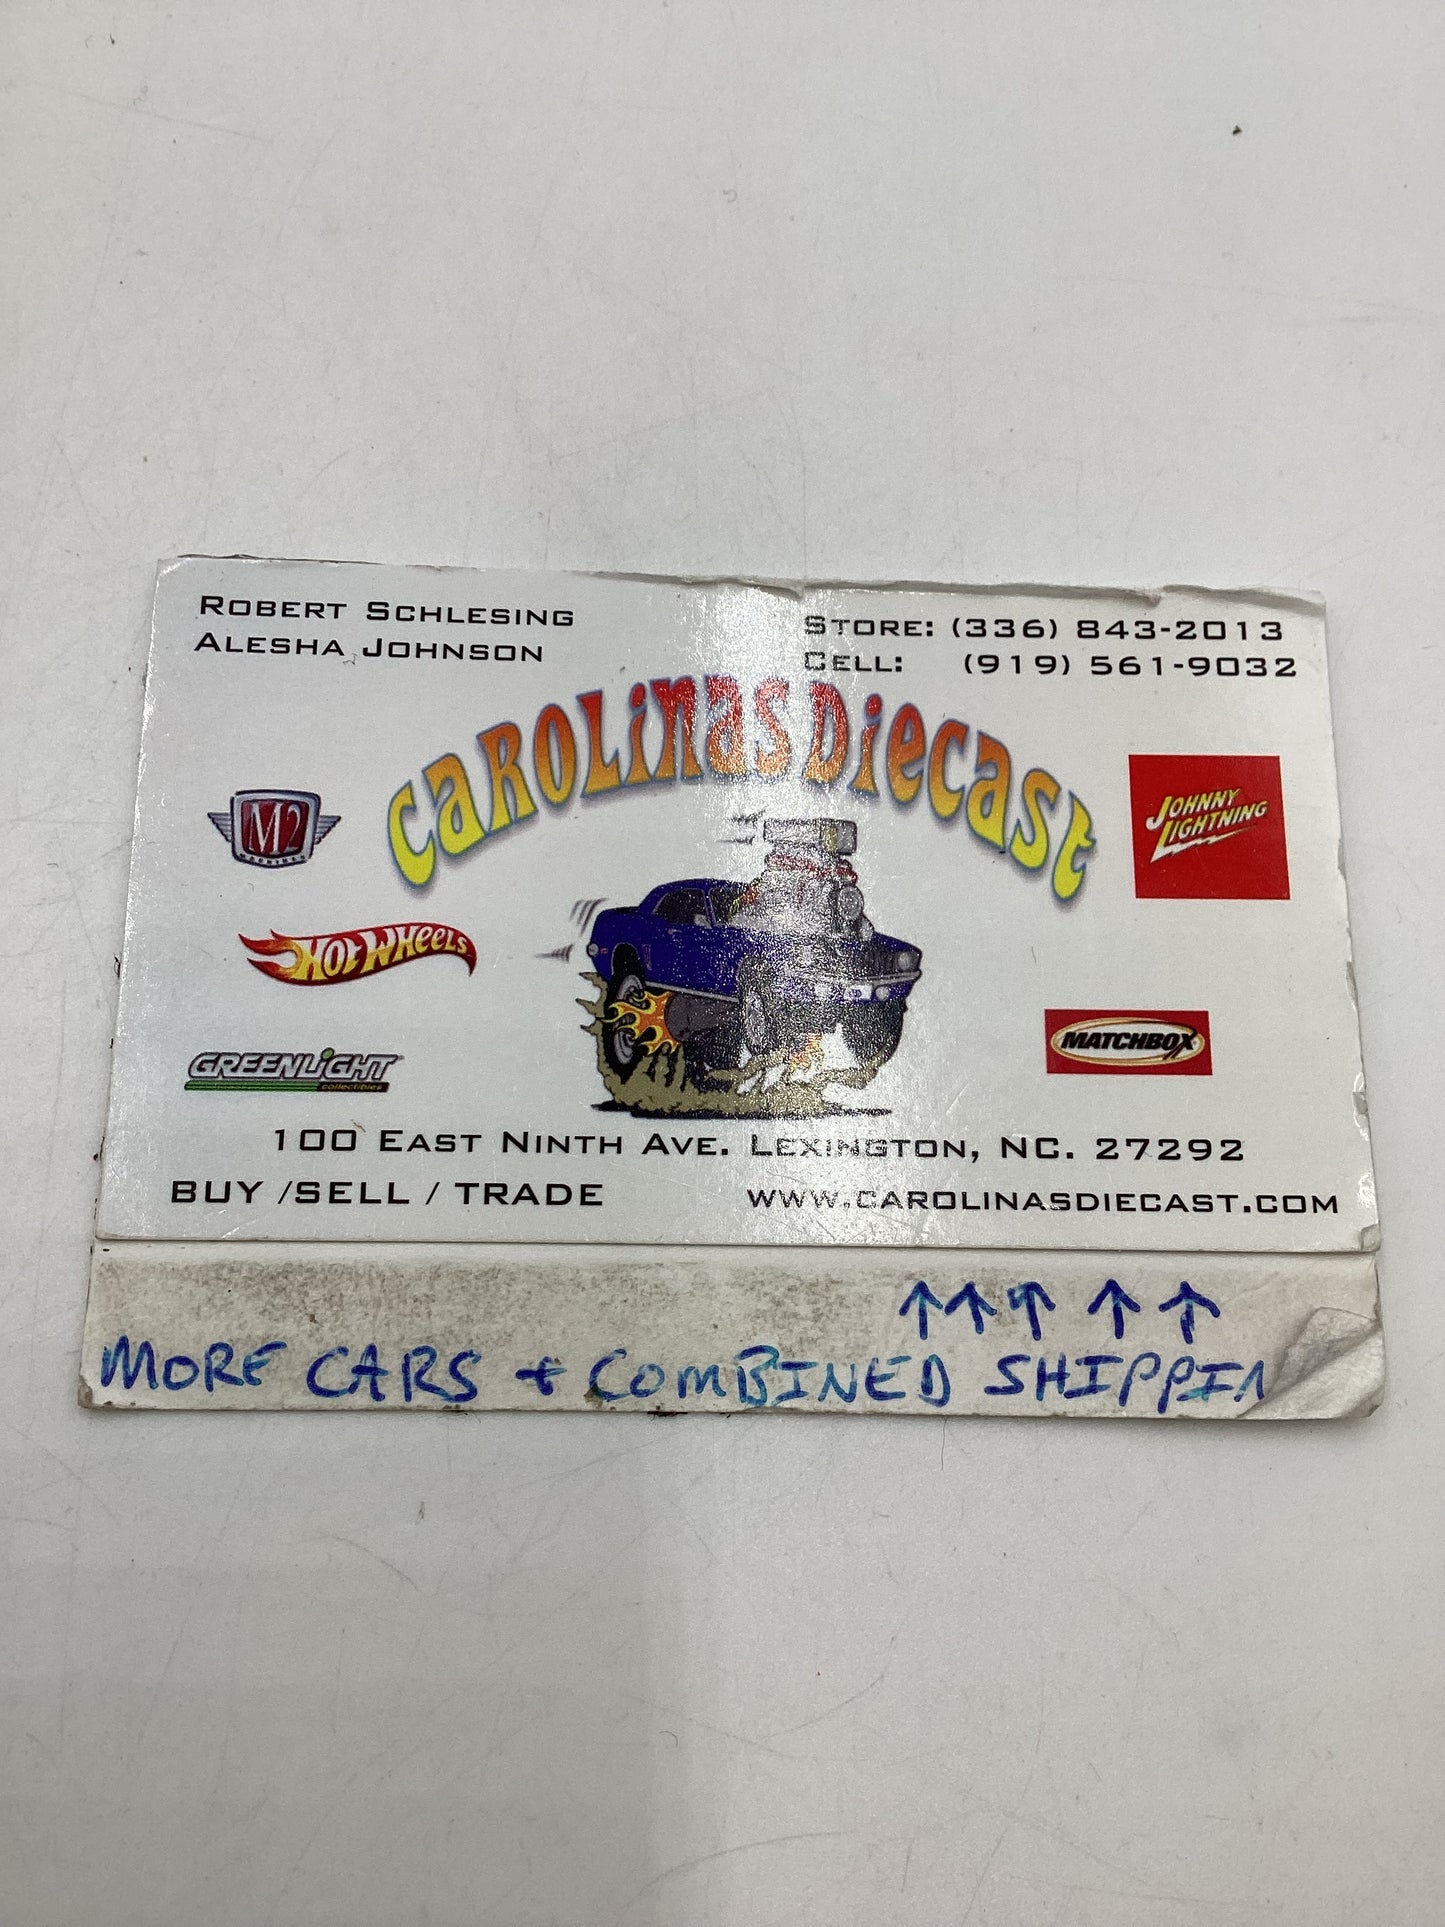 ROBERT SCHLESING
ALESHA JOHNSON
STORE: (336) 843-2013
CELL: (919) 561-9032
CAROLINAS DIECAST
M2
MACHINES
JOHNNY
LIGHTNING
HOT WHEELS
GREENLIGHT
collectibles
MATCHBOX
100 EAST NINTH AVE. LEXINGTON, NC. 27292
BUY /SELL / TRADE
WWW.CAROLINASDIECAST.COM
↑↑↑↑↑
MORE CARS + COMBINED SHIPPIN